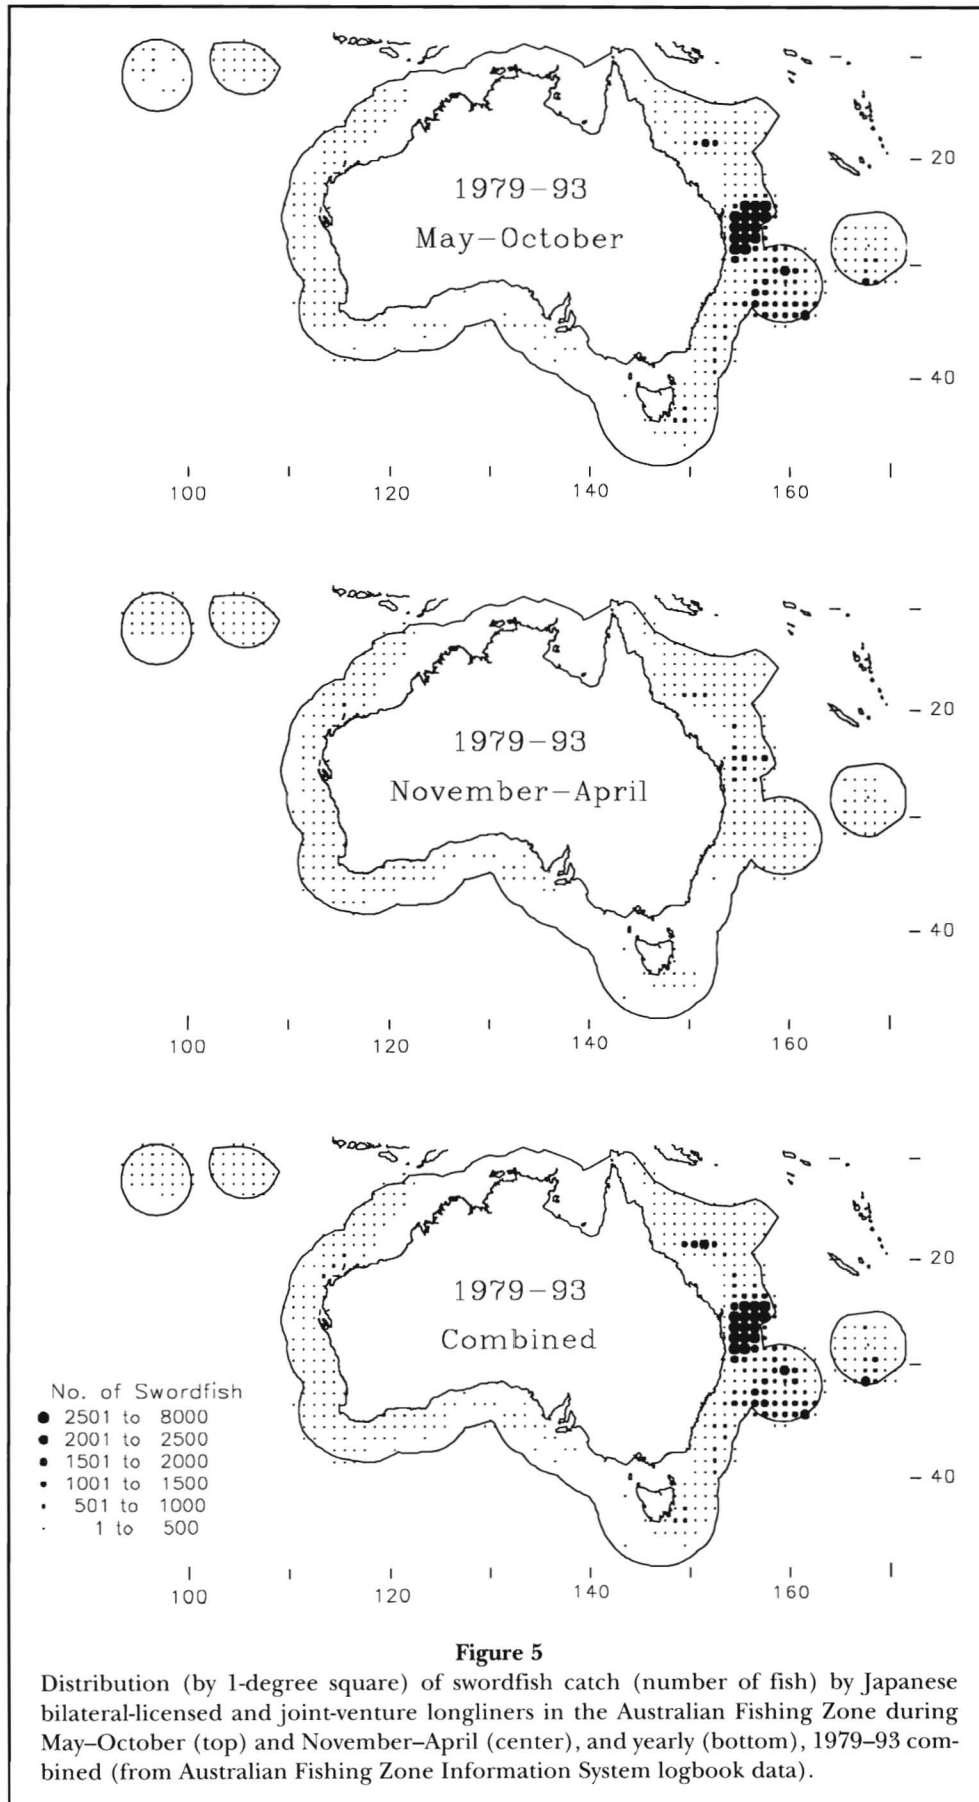 1979-93
May-October
- 20
- 40
100
120
140
160
1979-93
November-April
- 20
- 40
100
120
140
160
1979-93
Combined
- 20
- 40
No. of Swordfish
2501 to 8000
2001 to 2500
1501 to 2000
1001 to 1500
501 to 1000
1 to 500
100
120
140
160
Figure 5
Distribution (by 1-degree square) of swordfish catch (number of fish) by Japanese
bilateral-licensed and joint-venture longliners in the Australian Fishing Zone during
May–October (top) and November–April (center), and yearly (bottom), 1979–93 com-
bined (from Australian Fishing Zone Information System logbook data).